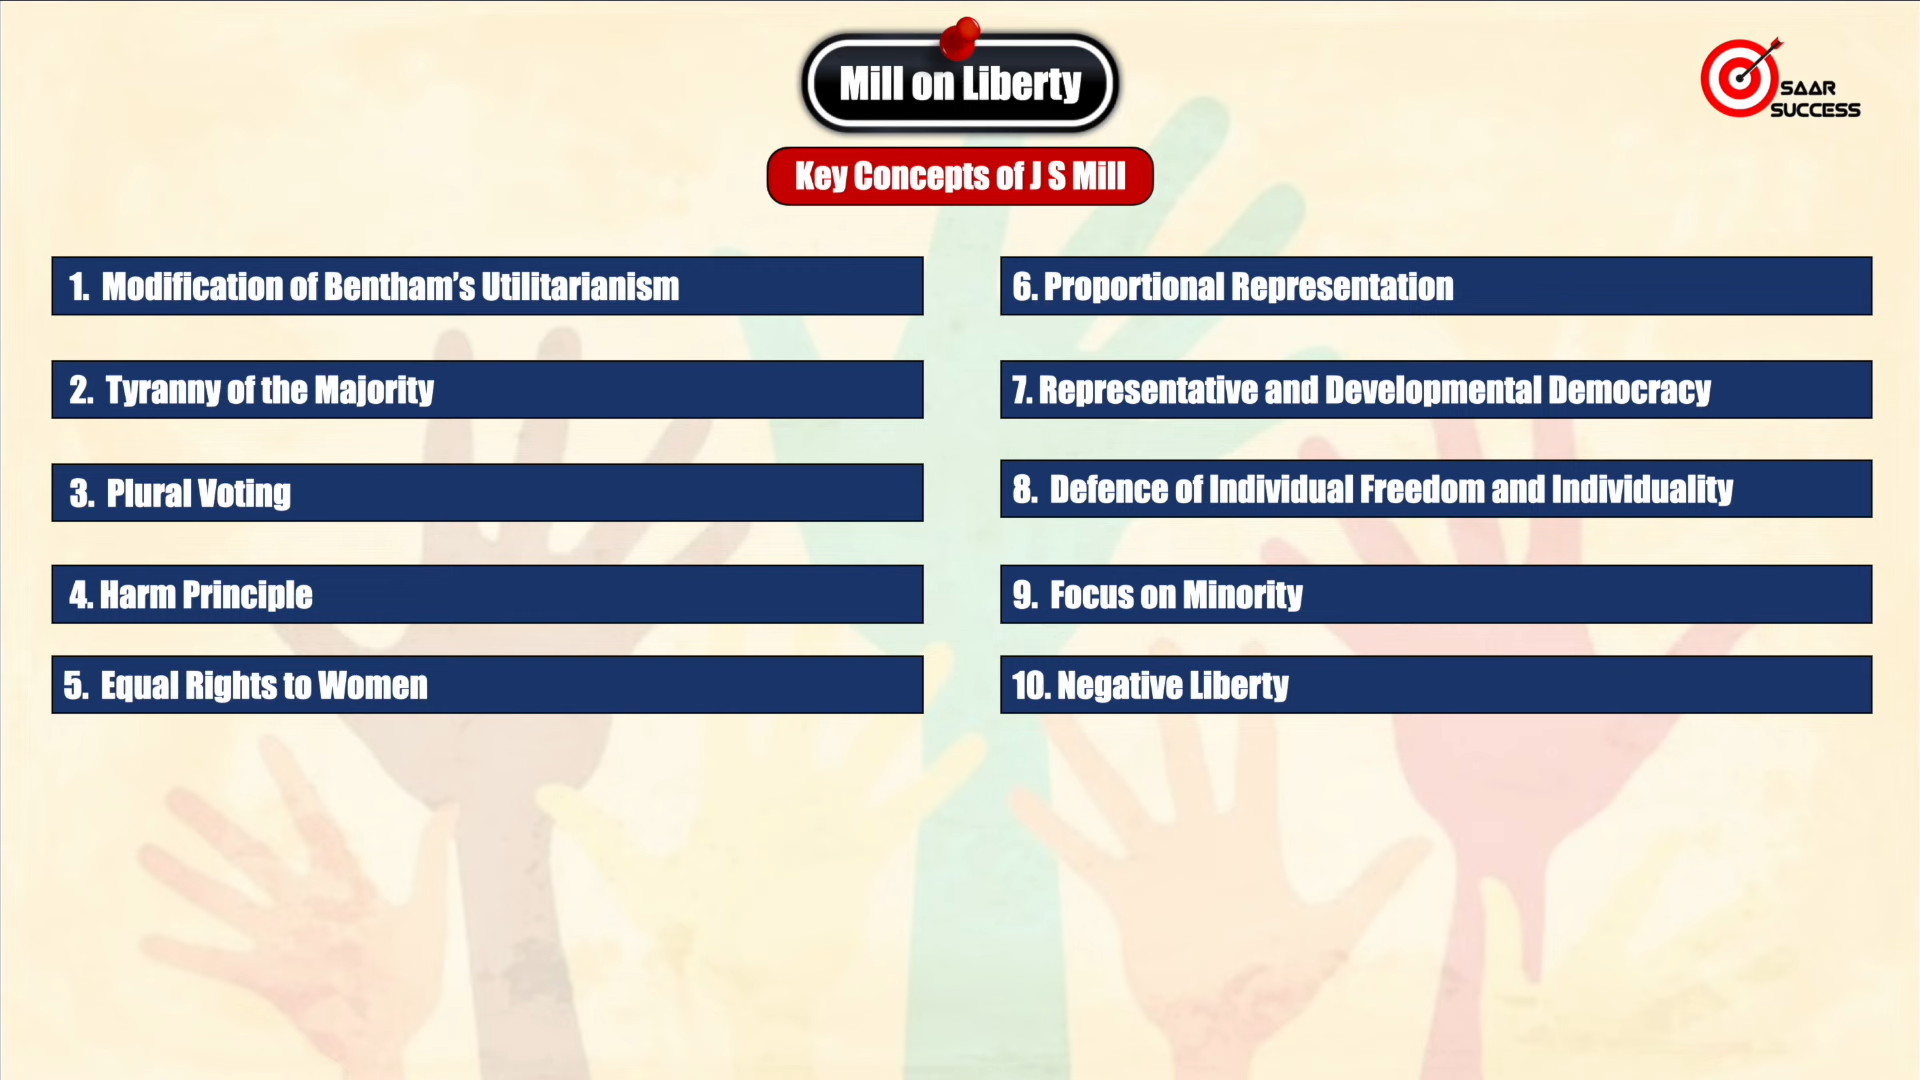 Mill on Liberty
SAAR
SUCCESS
Key Concepts of J S Mill
1. Modification of Bentham's Utilitarianism
2. Tyranny of the Majority
3. Plural Voting
4. Harm Principle
5. Equal Rights to Women
6. Proportional Representation
7. Representative and Developmental Democracy
8. Defence of Individual Freedom and Individuality
9. Focus on Minority
10. Negative Liberty